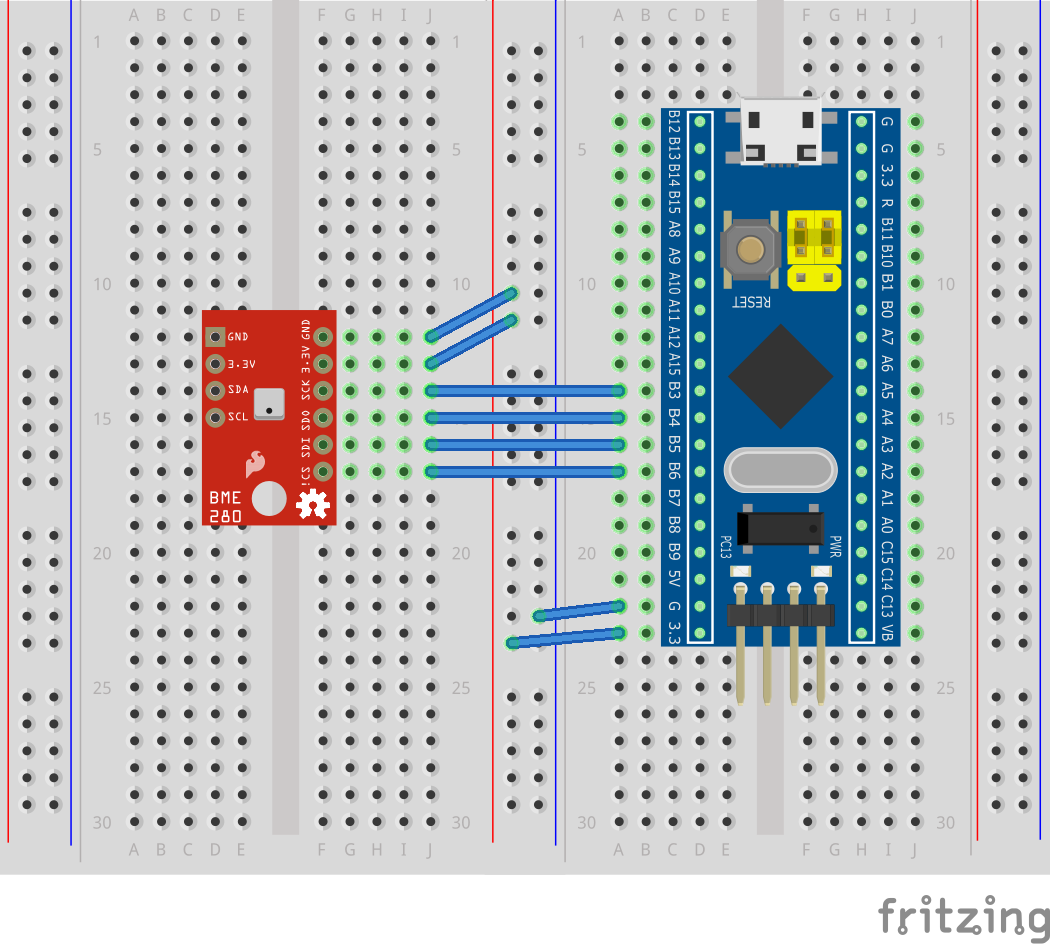 A B C D E F G H I J A B C D E F G H I J
1 1 1 1
5 5 5 5
10 10 10 10
15 15
20 20 20 20
25 25 25 25
30 30 30 30
A B C D E F G H I J A B C D E F G H I J
GND
3.3V
SDA
SCL
GND
3.3V
SCK
SDO
SDI
BME
280
B12
B13
B14
B15
A8
A9
A10
A11
A12
A15
B3
B4
B5
B6
B7
B8
B9
5V
G
3.3
RESET
PC13
PWR
G
G
3.3
R
B11
B10
B1
B0
A7
A6
A5
A4
A3
A2
A1
A0
C15
C14
C13
VB
fritzing